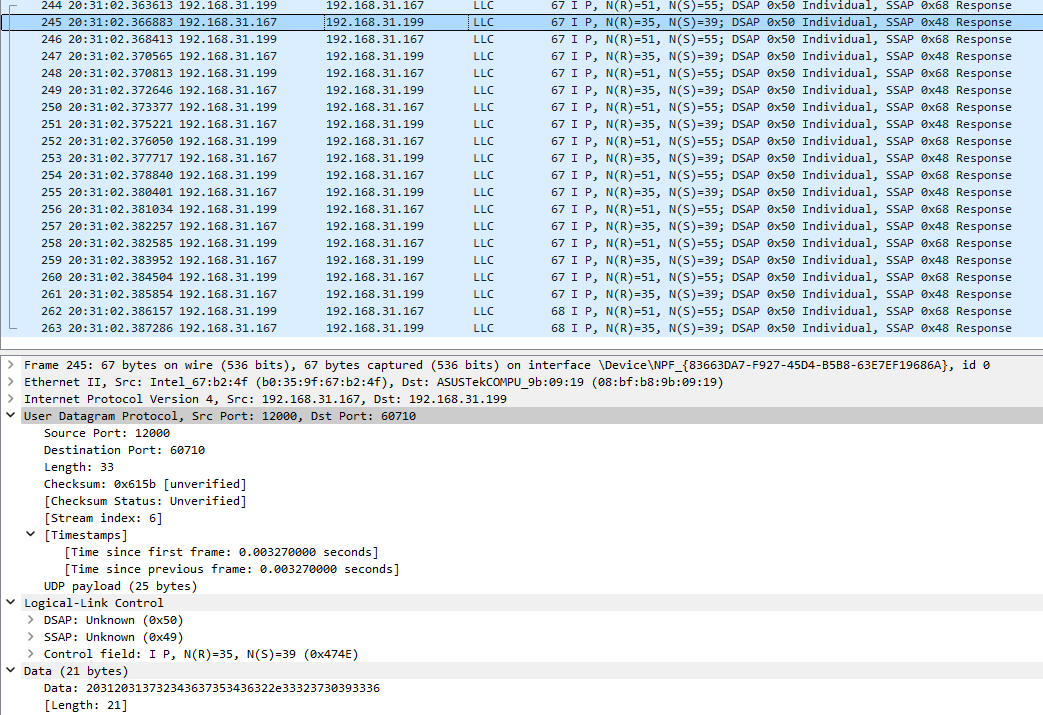 244 20:31:02.363613 192.168.31.199 192.168.31.167 LLC 67 I P, N(R)=51, N(S)=55; DSAP 0x50 Individual, SSAP 0x68 Response
245 20:31:02.366883 192.168.31.167 192.168.31.199 LLC 67 I P, N(R)=35, N(S)=39; DSAP 0x50 Individual, SSAP 0x48 Response
246 20:31:02.368413 192.168.31.199 192.168.31.167 LLC 67 I P, N(R)=51, N(S)=55; DSAP 0x50 Individual, SSAP 0x68 Response
247 20:31:02.370565 192.168.31.167 192.168.31.199 LLC 67 I P, N(R)=35, N(S)=39; DSAP 0x50 Individual, SSAP 0x48 Response
248 20:31:02.370813 192.168.31.199 192.168.31.167 LLC 67 I P, N(R)=51, N(S)=55; DSAP 0x50 Individual, SSAP 0x68 Response
249 20:31:02.372646 192.168.31.167 192.168.31.199 LLC 67 I P, N(R)=35, N(S)=39; DSAP 0x50 Individual, SSAP 0x48 Response
250 20:31:02.373377 192.168.31.199 192.168.31.167 LLC 67 I P, N(R)=51, N(S)=55; DSAP 0x50 Individual, SSAP 0x68 Response
251 20:31:02.375221 192.168.31.167 192.168.31.199 LLC 67 I P, N(R)=35, N(S)=39; DSAP 0x50 Individual, SSAP 0x48 Response
252 20:31:02.376050 192.168.31.199 192.168.31.167 LLC 67 I P, N(R)=51, N(S)=55; DSAP 0x50 Individual, SSAP 0x68 Response
253 20:31:02.377717 192.168.31.167 192.168.31.199 LLC 67 I P, N(R)=35, N(S)=39; DSAP 0x50 Individual, SSAP 0x48 Response
254 20:31:02.378840 192.168.31.199 192.168.31.167 LLC 67 I P, N(R)=51, N(S)=55; DSAP 0x50 Individual, SSAP 0x68 Response
255 20:31:02.380401 192.168.31.167 192.168.31.199 LLC 67 I P, N(R)=35, N(S)=39; DSAP 0x50 Individual, SSAP 0x48 Response
256 20:31:02.381034 192.168.31.199 192.168.31.167 LLC 67 I P, N(R)=51, N(S)=55; DSAP 0x50 Individual, SSAP 0x68 Response
257 20:31:02.382257 192.168.31.167 192.168.31.199 LLC 67 I P, N(R)=35, N(S)=39; DSAP 0x50 Individual, SSAP 0x48 Response
258 20:31:02.382585 192.168.31.199 192.168.31.167 LLC 67 I P, N(R)=51, N(S)=55; DSAP 0x50 Individual, SSAP 0x68 Response
259 20:31:02.383952 192.168.31.167 192.168.31.199 LLC 67 I P, N(R)=35, N(S)=39; DSAP 0x50 Individual, SSAP 0x48 Response
260 20:31:02.384504 192.168.31.199 192.168.31.167 LLC 67 I P, N(R)=51, N(S)=55; DSAP 0x50 Individual, SSAP 0x68 Response
261 20:31:02.385854 192.168.31.167 192.168.31.199 LLC 67 I P, N(R)=35, N(S)=39; DSAP 0x50 Individual, SSAP 0x48 Response
262 20:31:02.386157 192.168.31.199 192.168.31.167 LLC 68 I P, N(R)=51, N(S)=55; DSAP 0x50 Individual, SSAP 0x68 Response
263 20:31:02.387286 192.168.31.167 192.168.31.199 LLC 68 I P, N(R)=35, N(S)=39; DSAP 0x50 Individual, SSAP 0x48 Response
Frame 245: 67 bytes on wire (536 bits), 67 bytes captured (536 bits) on interface \Device\NPF_{83663DA7-F927-45D4-B5B8-63E7EF19686A}, id 0
Ethernet II, Src: Intel_67:b2:4f (b0:35:9f:67:b2:4f), Dst: ASUSTekCOMPU_9b:09:19 (08:bf:b8:9b:09:19)
Internet Protocol Version 4, Src: 192.168.31.167, Dst: 192.168.31.199
User Datagram Protocol, Src Port: 12000, Dst Port: 60710
Source Port: 12000
Destination Port: 60710
Length: 33
Checksum: 0x615b [unverified]
[Checksum Status: Unverified]
[Stream index: 6]
[Timestamps]
[Time since first frame: 0.003270000 seconds]
[Time since previous frame: 0.003270000 seconds]
UDP payload (25 bytes)
Logical-Link Control
DSAP: Unknown (0x50)
SSAP: Unknown (0x49)
Control field: I P, N(R)=35, N(S)=39 (0x474E)
Data (21 bytes)
Data: 203120313732343637353436322e33323730393336
[Length: 21]